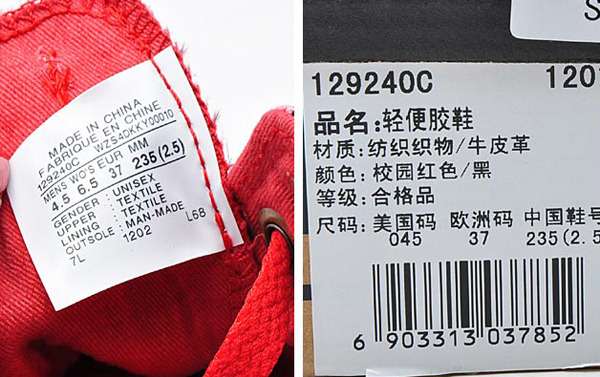 MADE IN CHINA
FABRIQUE EN CHINE
129240C WZS4DKKY00010
MENS WO'S EUR MM
4.5 6.5 37 235 (2.5)
GENDER : UNISEX
UPPER : TEXTILE
LINING : TEXTILE
OUTSOLE : MAN-MADE
7L 1202 L68
S
129240C 1201
品名:轻便胶鞋
材质:纺织织物/牛皮革
颜色:校园红色/黑
等级:合格品
尺码:美国码 欧洲码 中国鞋号
045 37 235(2.5
6 903313 037852